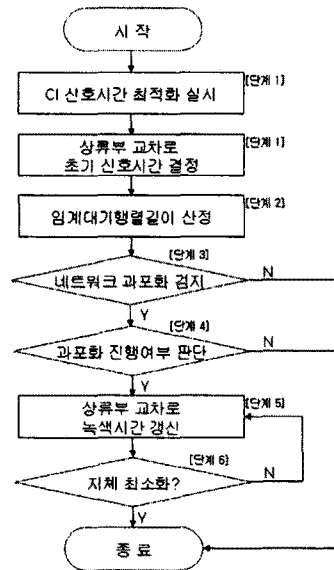 시 작
[단계 1]
CI 신호시간 최적화 실시
[단계 1]
상류부 교차로
초기 신호시간 결정
[단계 2]
임계대기행렬길이 산정
[단계 3]
네트워크 과포화 검지
N
Y
[단계 4]
과포화 진행여부 판단
N
Y
[단계 5]
상류부 교차로
녹색시간 갱신
[단계 6]
지체 최소화?
N
Y
종 료